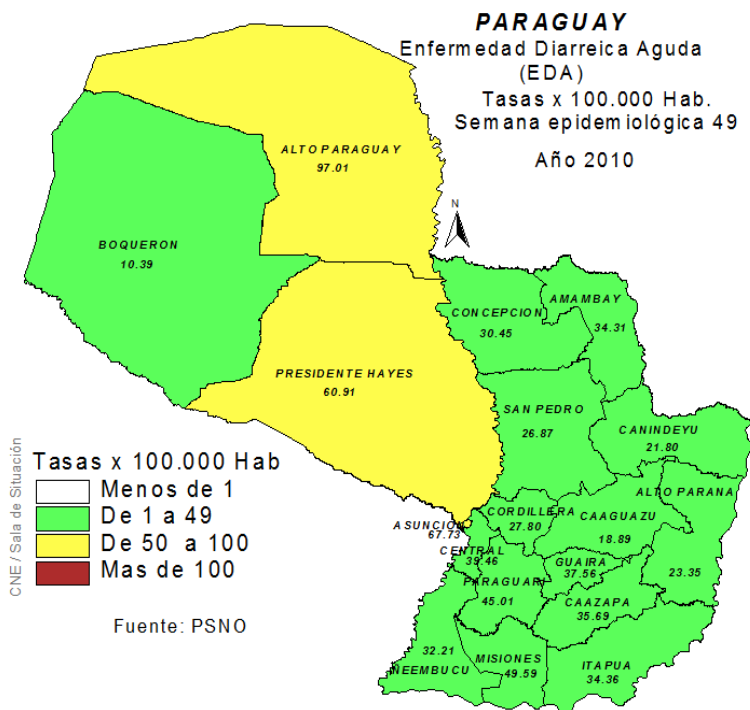 PARAGUAY
Enfermedad Diarreica Aguda
(EDA)
Tasas x 100.000 Hab.
Semana epidemiológica 49
Año 2010
N
ALTO PARAGUAY
97.01
BOQUERON
10.39
CONCEPCION
30.45
AMAMBAY
34.31
PRESIDENTE HAYES
60.91
SAN PEDRO
26.87
CANINDEYU
21.80
ALTO PARANA
23.35
CORDILLERA
27.80
CAAGUAZU
18.89
ASUNCION
67.73
CENTRAL
39.46
GUAIRA
37.56
PARAGUARI
45.01
CAAZAPA
35.69
32.21
NEEMBUCU
MISIONES
49.59
ITAPUA
34.36
Tasas x 100.000 Hab
Menos de 1
De 1 a 49
De 50 a 100
Mas de 100
Fuente: PSNO
CNE / Sala de Situación